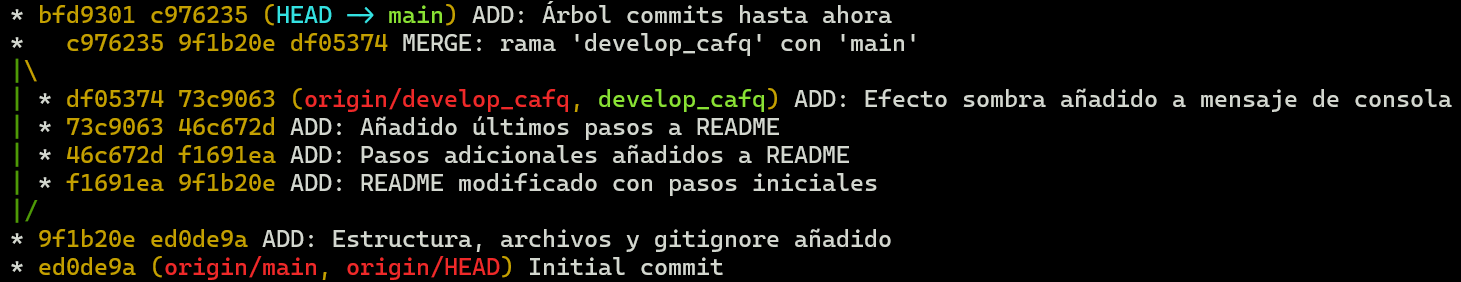 * bfd9301 c976235 (HEAD -> main) ADD: Árbol commits hasta ahora
*   c976235 9f1b20e df05374 MERGE: rama 'develop_cafq' con 'main'
|\
| * df05374 73c9063 (origin/develop_cafq, develop_cafq) ADD: Efecto sombra añadido a mensaje de consola
| * 73c9063 46c672d ADD: Añadido últimos pasos a README
| * 46c672d f1691ea ADD: Pasos adicionales añadidos a README
| * f1691ea 9f1b20e ADD: README modificado con pasos iniciales
|/
* 9f1b20e ed0de9a ADD: Estructura, archivos y gitignore añadido
* ed0de9a (origin/main, origin/HEAD) Initial commit